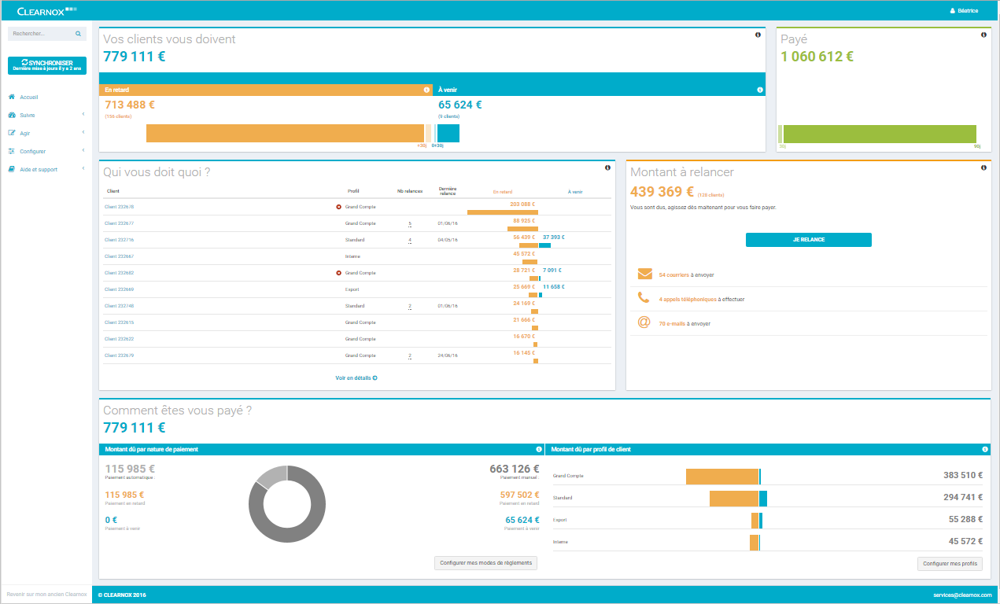 CLEARNOX
Béatrice
Rechercher...
SYNCHRONISER
Dernière mise à jours il y a 2 ans
Accueil
Suivre
Agir
Configurer
Aide et support
Revenir sur mon ancien Clearnox
Vos clients vous doivent
779 111 €
En retard
À venir
713 488 €
(156 clients)
65 624 €
(9 clients)
<30j
0<30j
Payé
1 060 612 €
30j
90j
Qui vous doit quoi ?
Client Profil Nb relances Dernière relance En retard À venir
Client 232678 Grand Compte 203 088 €
Client 232677 Grand Compte 5 01/06/16 88 925 €
Client 232716 Standard 4 04/05/16 56 439 € 37 393 €
Client 232667 Interne 45 572 €
Client 232682 Grand Compte 28 721 € 7 091 €
Client 232669 Export 25 669 € 11 658 €
Client 232748 Standard 2 01/06/16 24 169 €
Client 232615 Grand Compte 21 666 €
Client 232622 Grand Compte 16 670 €
Client 232679 Grand Compte 2 24/06/16 16 145 €
Voir en détails
Montant à relancer
439 369 € (128 clients)
Vous sont dus, agissez dès maitenant pour vous faire payer.
JE RELANCE
54 courriers à envoyer
4 appels téléphoniques à effectuer
70 e-mails à envoyer
Comment êtes vous payé ?
779 111 €
Montant dû par nature de paiement
115 985 €
Paiement automatique :
115 985 €
Paiement en retard
0 €
Paiement à venir
663 126 €
Paiement manuel :
597 502 €
Paiement en retard
65 624 €
Paiement à venir
Configurer mes modes de règlements
Montant dû par profil de client
Grand Compte 383 510 €
Standard 294 741 €
Export 55 288 €
Interne 45 572 €
Configurer mes profils
© CLEARNOX 2016
services@clearnox.com